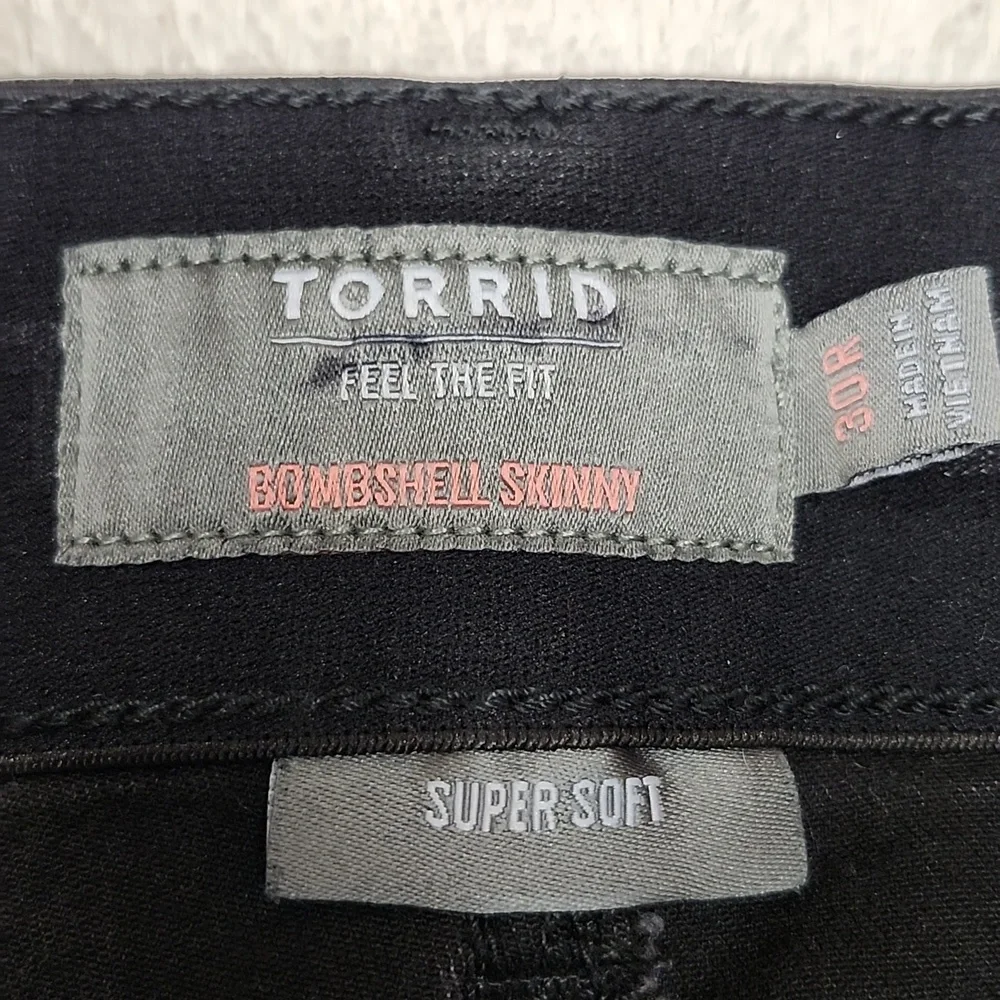 TORRID
FEEL THE FIT
BOMBSHELL SKINNY
30R
MADE IN
VIETNAM
SUPER SOFT